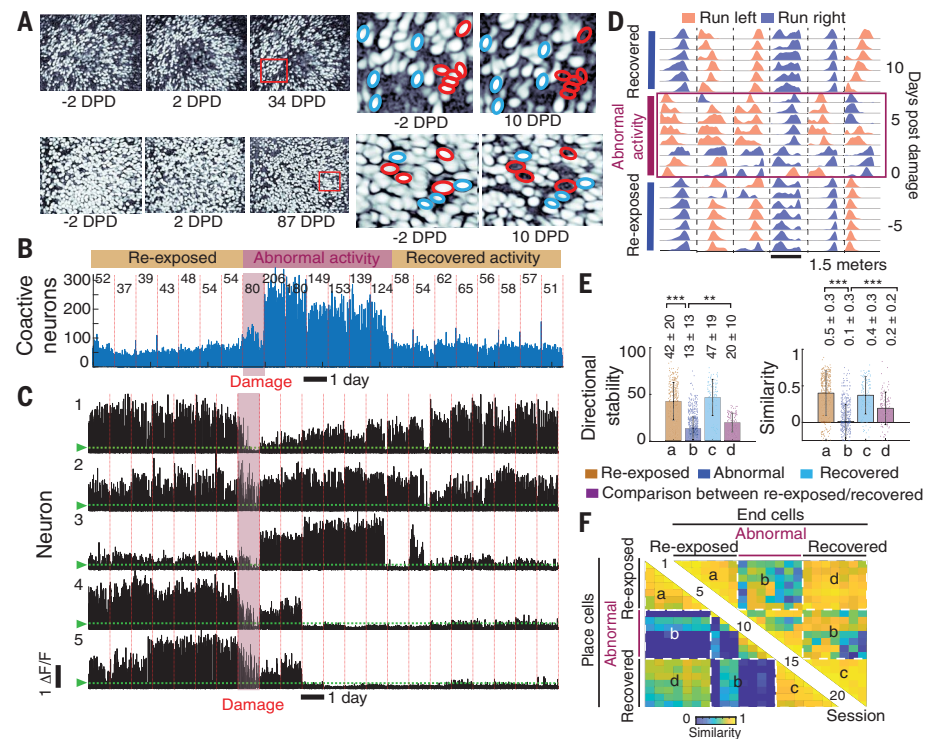 A
-2 DPD
2 DPD
34 DPD
-2 DPD
10 DPD
-2 DPD
2 DPD
87 DPD
-2 DPD
10 DPD
B
Re-exposed
Abnormal activity
Recovered activity
Coactive
neurons
300
200
100
0
52
37
39
43
48
54
54
80
206
180
149
153
139
124
58
54
62
65
56
58
57
51
Damage
1 day
C
Neuron
1
2
3
4
5
1 ΔF/F
Damage
1 day
D
Run left
Run right
Recovered
Abnormal
activity
Re-exposed
10
5
0
-5
Days post damage
1.5 meters
E
***
**
42 ± 20
13 ± 13
47 ± 19
20 ± 10
Directional
stability
100
50
0
a
b
c
d
***
***
0.5 ± 0.3
0.1 ± 0.3
0.4 ± 0.3
0.2 ± 0.2
Similarity
1
0.5
0
a
b
c
d
Re-exposed
Abnormal
Recovered
Comparison between re-exposed/recovered
F
End cells
Abnormal
Re-exposed
Recovered
Place cells
Re-exposed
Abnormal
Recovered
1
5
10
15
20
a
a
b
d
b
b
d
b
c
c
Session
0
1
Similarity